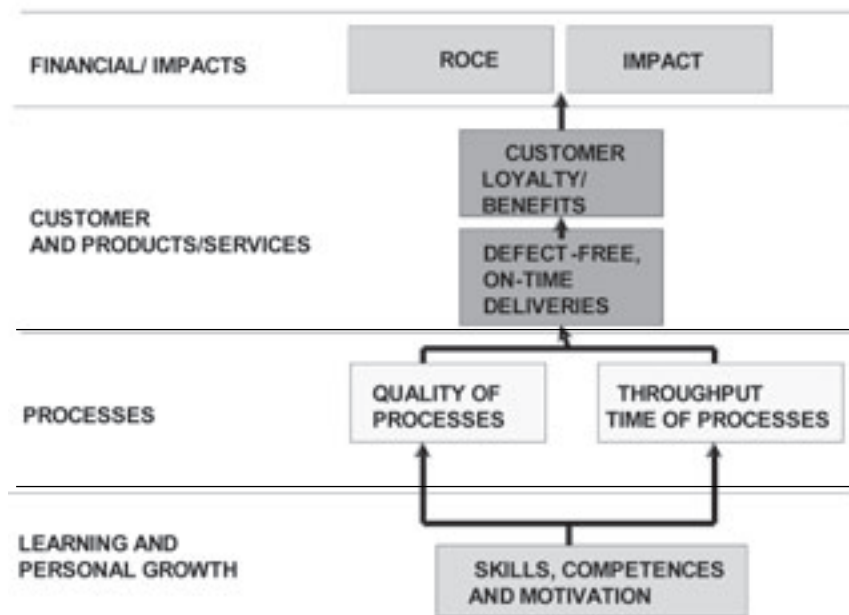 FINANCIAL/ IMPACTS
ROCE
IMPACT
CUSTOMER
LOYALTY/
BENEFITS
CUSTOMER
AND PRODUCTS/SERVICES
DEFECT -FREE,
ON-TIME
DELIVERIES
PROCESSES
QUALITY OF
PROCESSES
THROUGHPUT
TIME OF PROCESSES
LEARNING AND
PERSONAL GROWTH
SKILLS, COMPETENCES
AND MOTIVATION